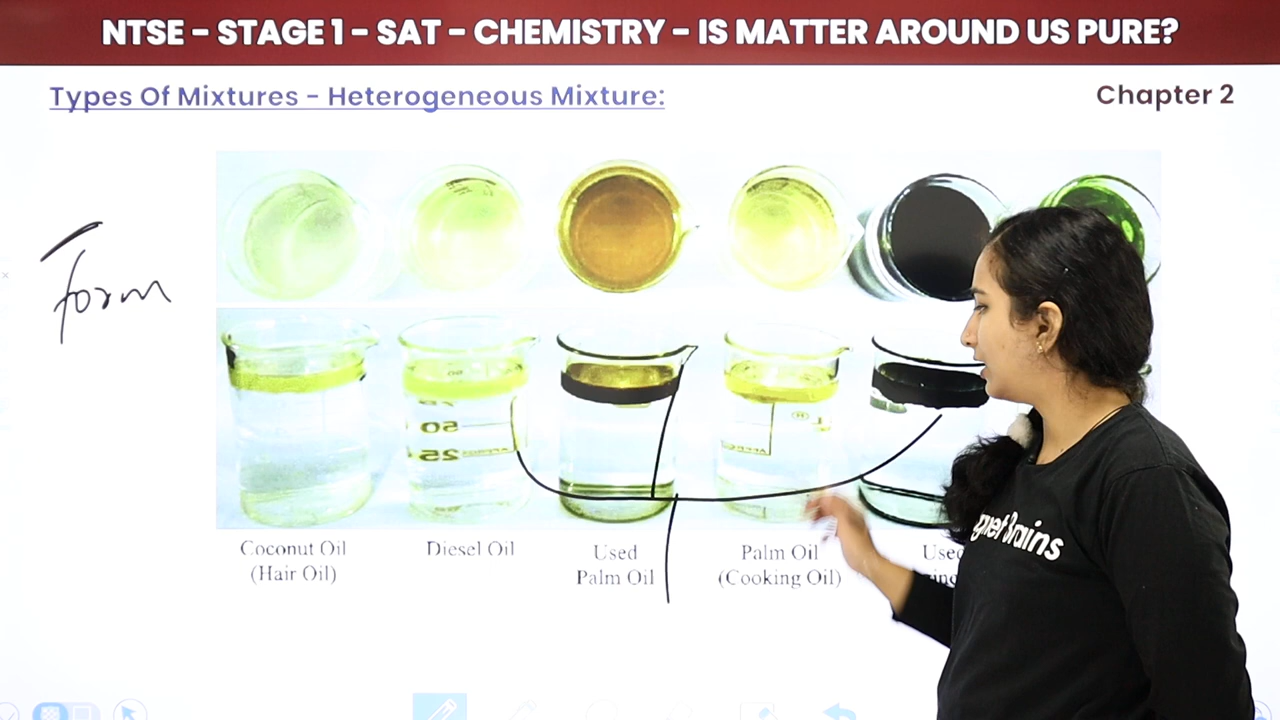 NTSE - STAGE 1 - SAT - CHEMISTRY - IS MATTER AROUND US PURE?
Types Of Mixtures - Heterogeneous Mixture:
Chapter 2
Form
50
25
Coconut Oil
(Hair Oil)
Diesel Oil
Used
Palm Oil
Palm Oil
(Cooking Oil)
Used
Brains